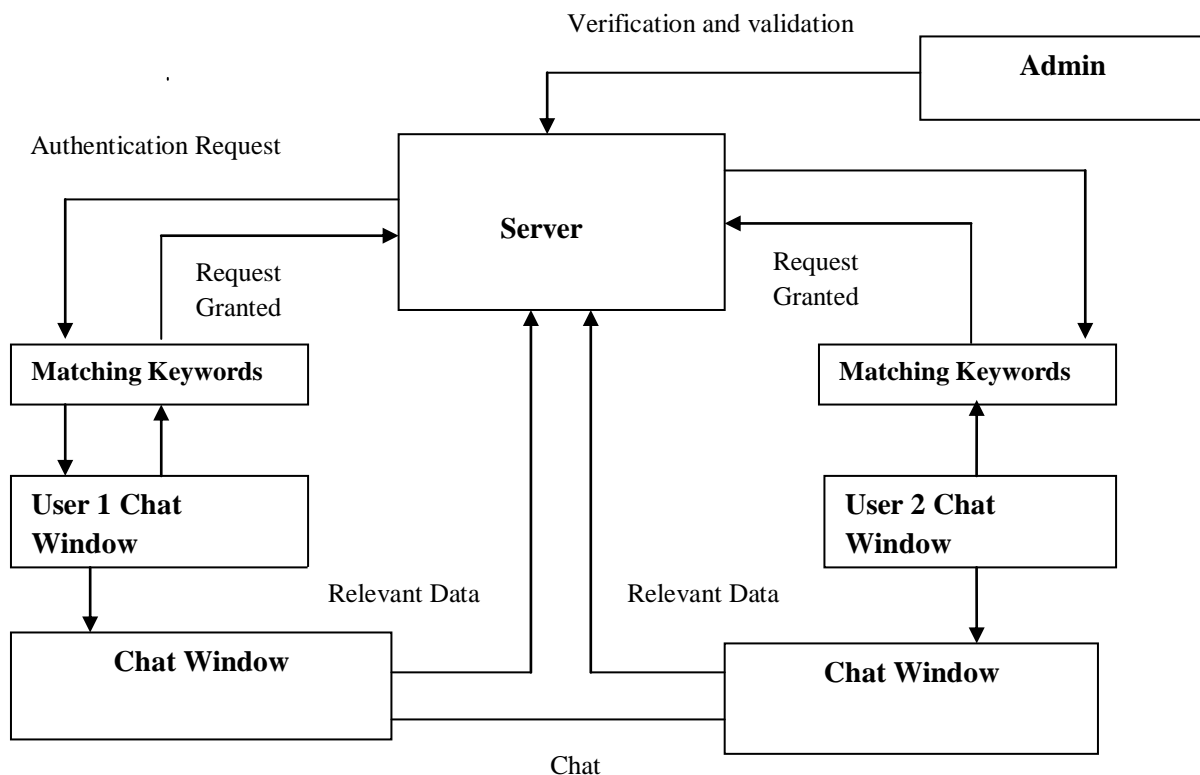 Verification and validation
Admin
Authentication Request
Server
Request
Granted
Request
Granted
Matching Keywords
Matching Keywords
User 1 Chat
Window
User 2 Chat
Window
Relevant Data
Relevant Data
Chat Window
Chat Window
Chat